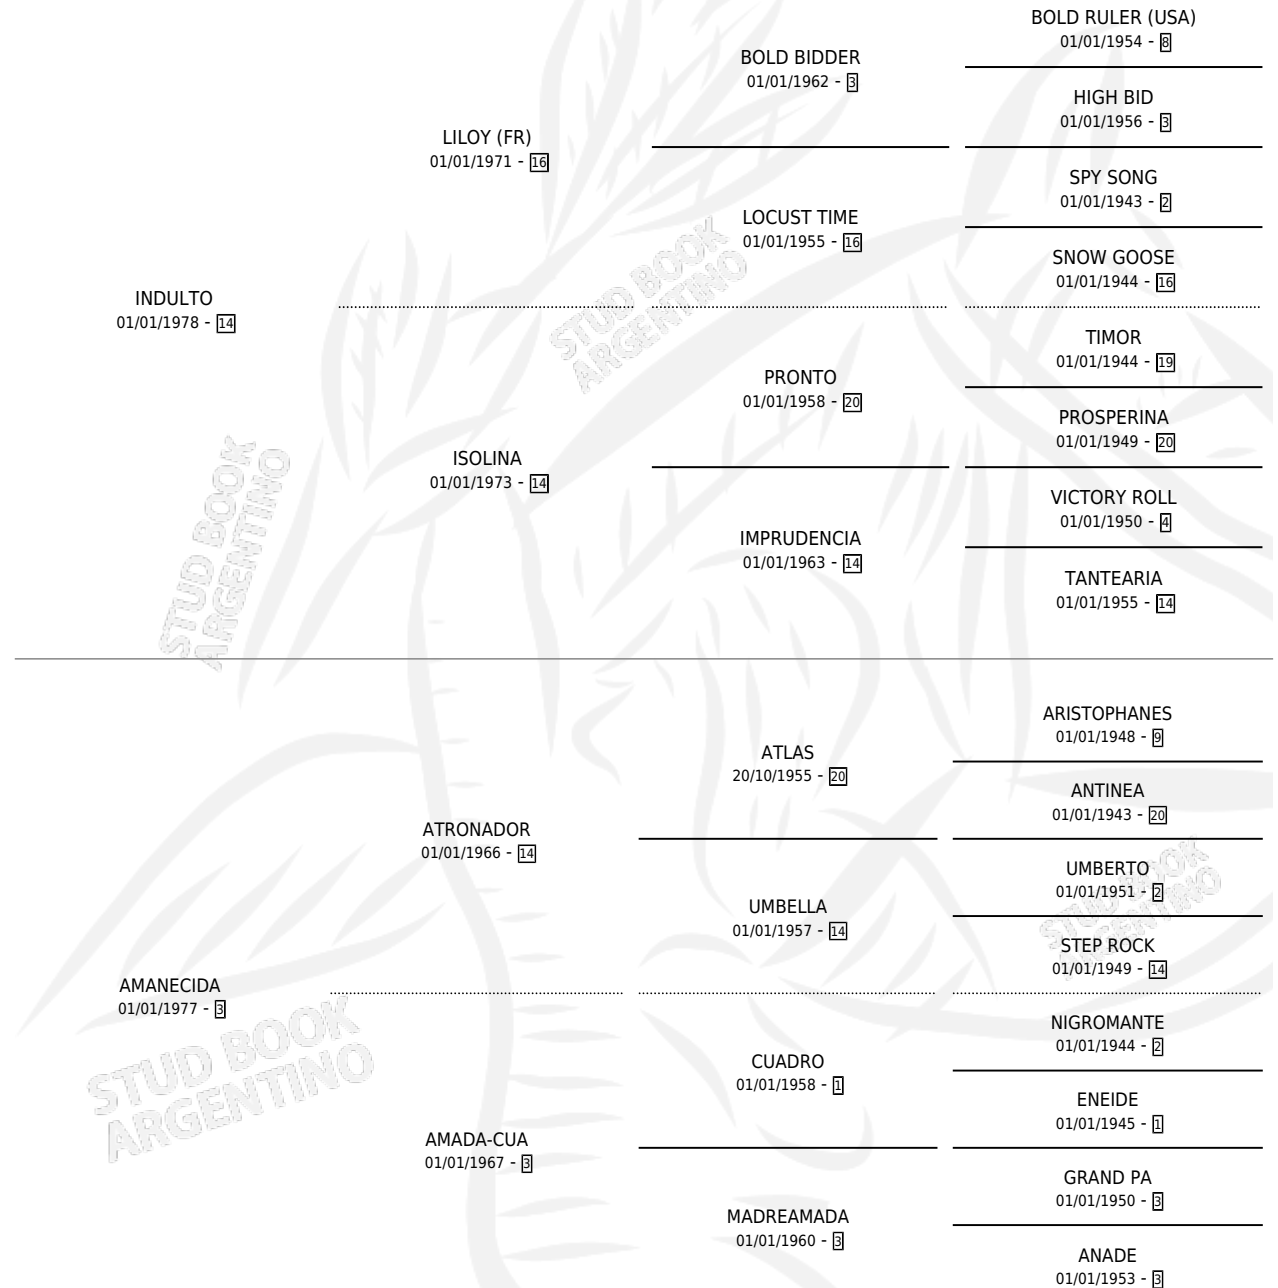 BOLD RULER (USA)
01/01/1954 - 8
BOLD BIDDER
01/01/1962 - 3
HIGH BID
01/01/1956 - 3
LILOY (FR)
01/01/1971 - 16
SPY SONG
01/01/1943 - 2
LOCUST TIME
01/01/1955 - 16
SNOW GOOSE
01/01/1944 - 16
INDULTO
01/01/1978 - 14
TIMOR
01/01/1944 - 19
PRONTO
01/01/1958 - 20
PROSPERINA
01/01/1949 - 20
ISOLINA
01/01/1973 - 14
VICTORY ROLL
01/01/1950 - 4
IMPRUDENCIA
01/01/1963 - 14
TANTEARIA
01/01/1955 - 14
ARISTOPHANES
01/01/1948 - 9
ATLAS
20/10/1955 - 20
ANTINEA
01/01/1943 - 20
ATRONADOR
01/01/1966 - 14
UMBERTO
01/01/1951 - 2
UMBELLA
01/01/1957 - 14
STEP ROCK
01/01/1949 - 14
AMANECIDA
01/01/1977 - 3
NIGROMANTE
01/01/1944 - 2
CUADRO
01/01/1958 - 1
ENEIDE
01/01/1945 - 1
AMADA-CUA
01/01/1967 - 3
GRAND PA
01/01/1950 - 3
MADREAMADA
01/01/1960 - 3
ANADE
01/01/1953 - 3
STUD BOOK
ARGENTINO
STUD BOOK
ARGENTINO
STUD BOOK
ARGENTINO
STUD BOOK
ARGENTINO